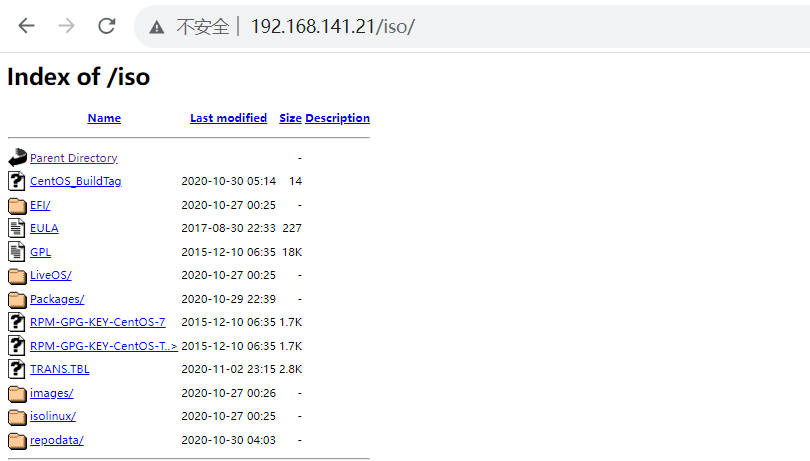 不安全 192.168.141.21/iso/
Index of /iso
Name Last modified Size Description
Parent Directory -
CentOS_BuildTag 2020-10-30 05:14 14
EFI/ 2020-10-27 00:25 -
EULA 2017-08-30 22:33 227
GPL 2015-12-10 06:35 18K
LiveOS/ 2020-10-27 00:25 -
Packages/ 2020-10-29 22:39 -
RPM-GPG-KEY-CentOS-7 2015-12-10 06:35 1.7K
RPM-GPG-KEY-CentOS-T..> 2015-12-10 06:35 1.7K
TRANS.TBL 2020-11-02 23:15 2.8K
images/ 2020-10-27 00:26 -
isolinux/ 2020-10-27 00:25 -
repodata/ 2020-10-30 04:03 -